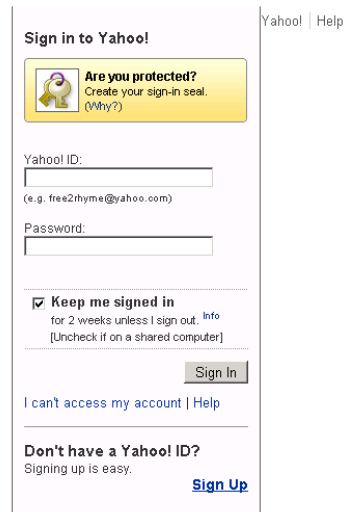 Yahoo! | Help
Sign in to Yahoo!
Are you protected?
Create your sign-in seal.
(Why?)
Yahoo! ID:
(e.g. free2rhyme@yahoo.com)
Password:
Keep me signed in
for 2 weeks unless I sign out. Info
[Uncheck if on a shared computer]
Sign In
I can't access my account | Help
Don't have a Yahoo! ID?
Signing up is easy.
Sign Up